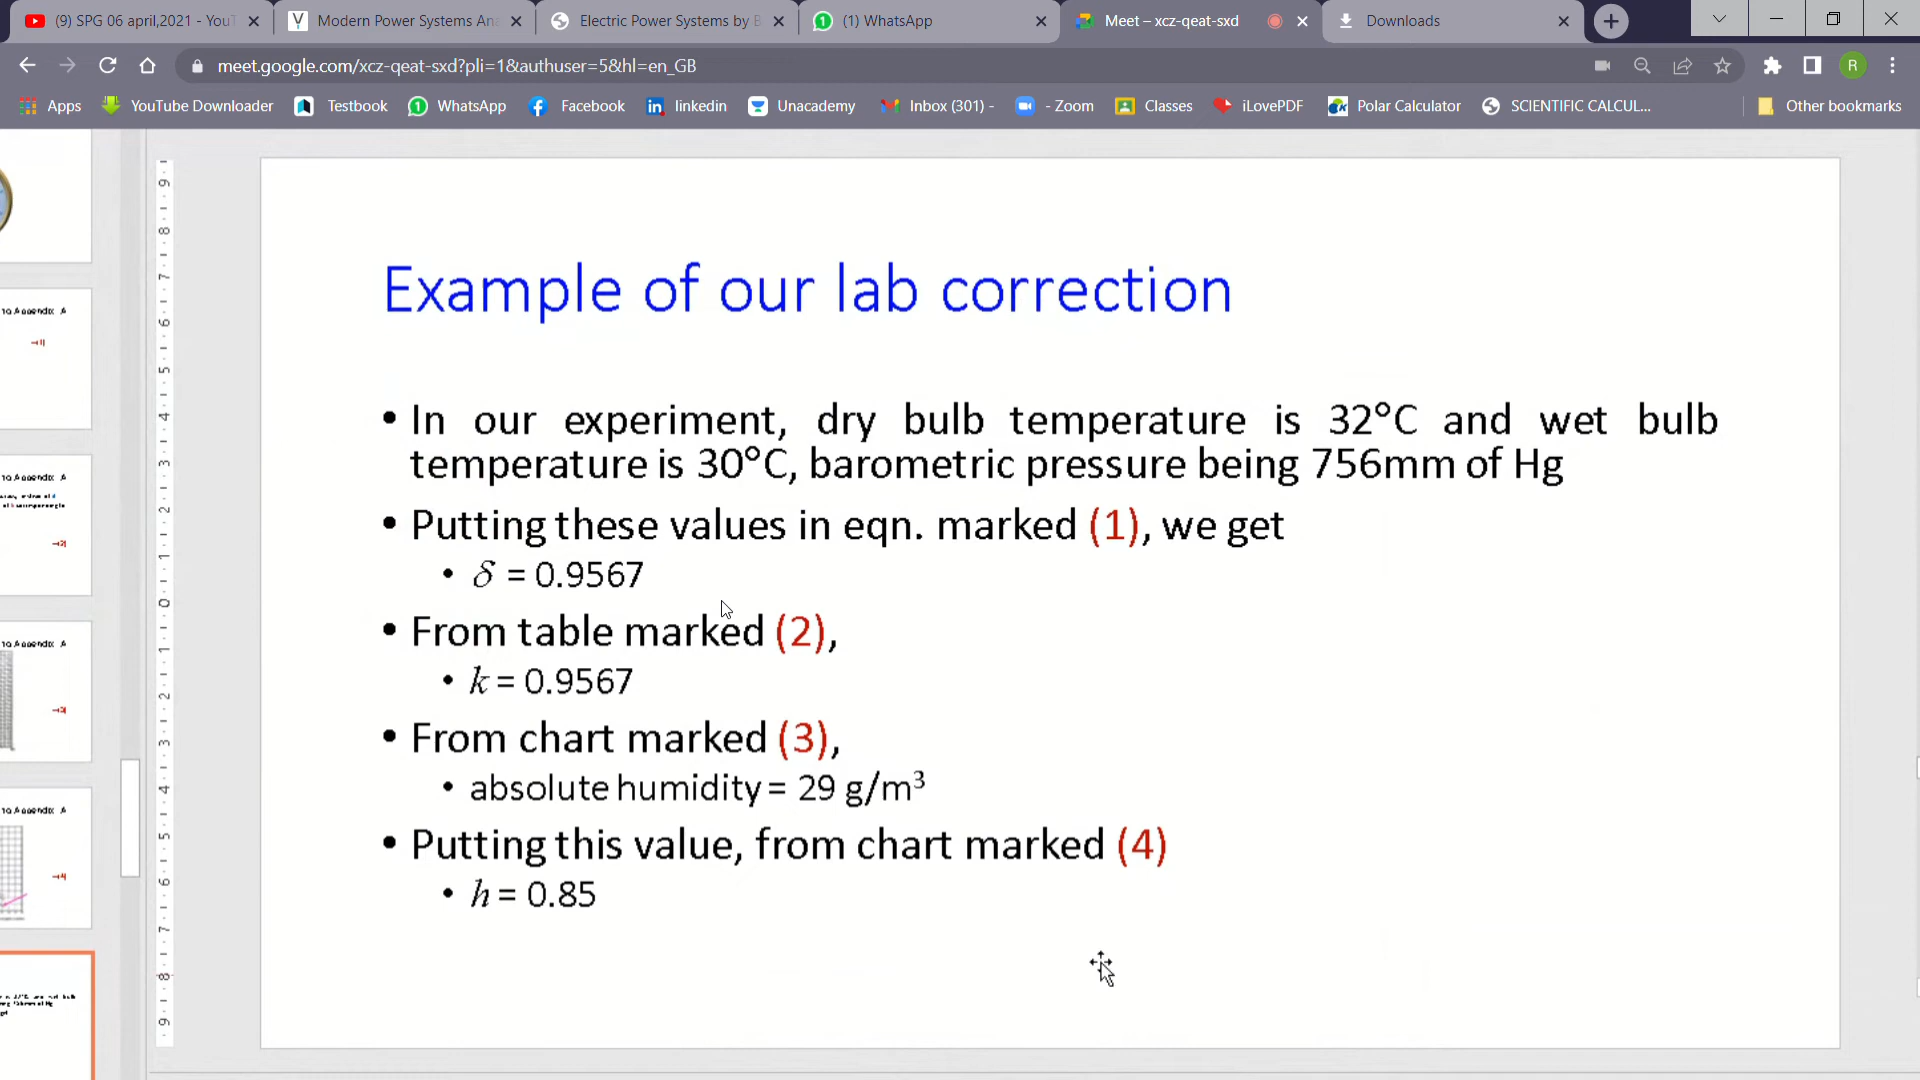 (9) SPG 06 april,2021 - YouT
Modern Power Systems Ana
Electric Power Systems by B
(1) WhatsApp
Meet – xcz-qeat-sxd
Downloads
meet.google.com/xcz-qeat-sxd?pli=1&authuser=5&hl=en_GB
R
Apps
YouTube Downloader
Testbook
WhatsApp
Facebook
linkedin
Unacademy
Inbox (301) -
- Zoom
Classes
iLovePDF
Polar Calculator
SCIENTIFIC CALCUL...
Other bookmarks
Example of our lab correction
• In our experiment, dry bulb temperature is 32°C and wet bulb
temperature is 30°C, barometric pressure being 756mm of Hg
• Putting these values in eqn. marked (1), we get
• δ = 0.9567
• From table marked (2),
• k = 0.9567
• From chart marked (3),
• absolute humidity = 29 g/m³
• Putting this value, from chart marked (4)
• h = 0.85